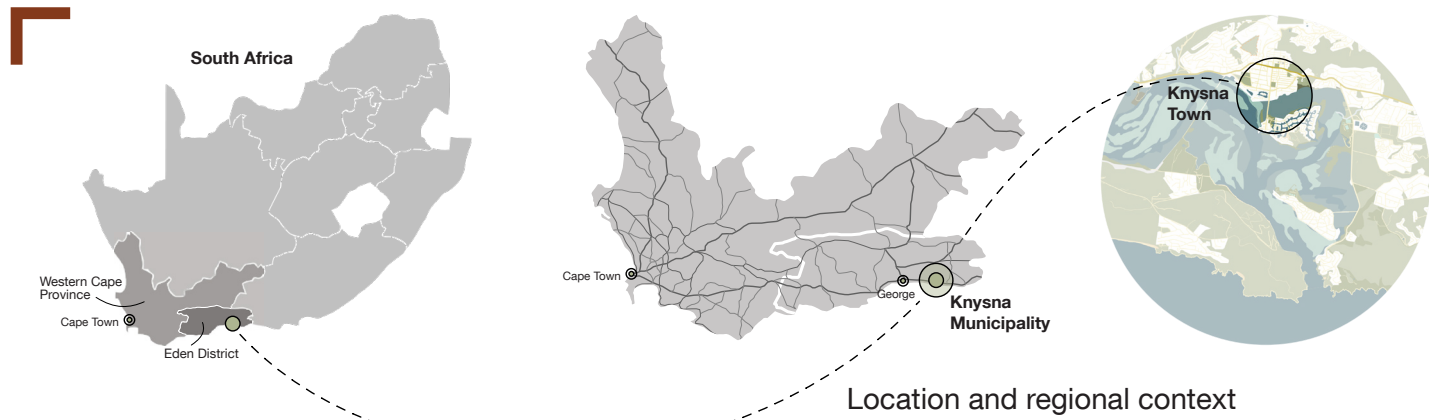 South Africa
Western Cape
Province
Cape Town
Eden District
Cape Town
George
Knysna
Municipality
Knysna
Town
Location and regional context